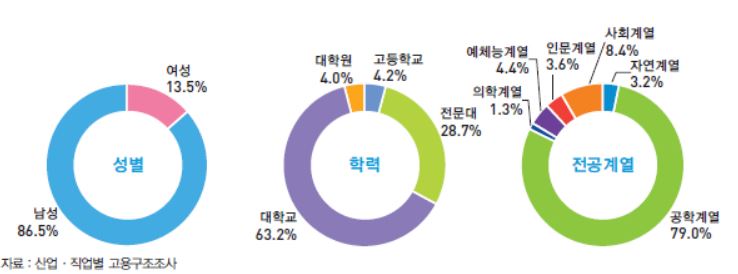 여성
13.5%
성별
남성
86.5%
대학원
4.0%
고등학교
4.2%
전문대
28.7%
학력
대학교
63.2%
사회계열
8.4%
인문계열
3.6%
예체능계열
4.4%
자연계열
3.2%
의학계열
1.3%
전공계열
공학계열
79.0%
자료 : 산업 · 직업별 고용구조조사